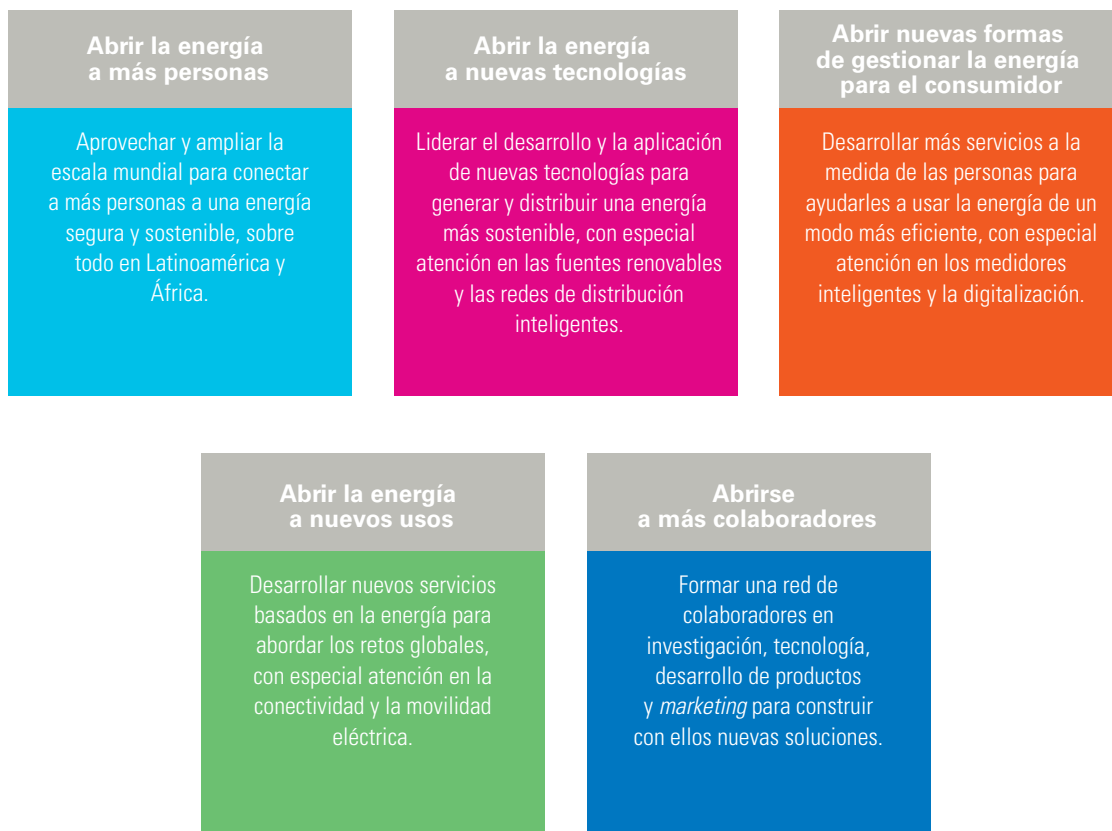 Abrir la energía
a más personas
Aprovechar y ampliar la
escala mundial para conectar
a más personas a una energía
segura y sostenible, sobre
todo en Latinoamérica y
África.
Abrir la energía
a nuevas tecnologías
Liderar el desarrollo y la aplicación
de nuevas tecnologías para
generar y distribuir una energía
más sostenible, con especial
atención en las fuentes renovables
y las redes de distribución
inteligentes.
Abrir nuevas formas
de gestionar la energía
para el consumidor
Desarrollar más servicios a la
medida de las personas para
ayudarles a usar la energía de un
modo más eficiente, con especial
atención en los medidores
inteligentes y la digitalización.
Abrir la energía
a nuevos usos
Desarrollar nuevos servicios
basados en la energía para
abordar los retos globales,
con especial atención en la
conectividad y la movilidad
eléctrica.
Abrirse
a más colaboradores
Formar una red de
colaboradores en
investigación, tecnología,
desarrollo de productos
y marketing para construir
con ellos nuevas soluciones.